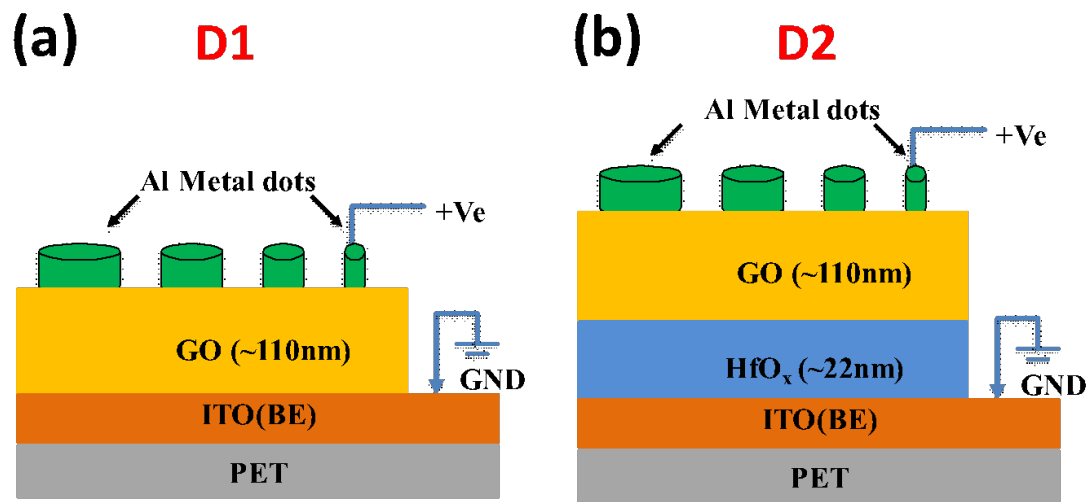 (a)
D1
Al Metal dots
+Ve
GO (~110nm)
GND
ITO(BE)
PET
(b)
D2
Al Metal dots
+Ve
GO (~110nm)
HfOₓ (~22nm)
GND
ITO(BE)
PET